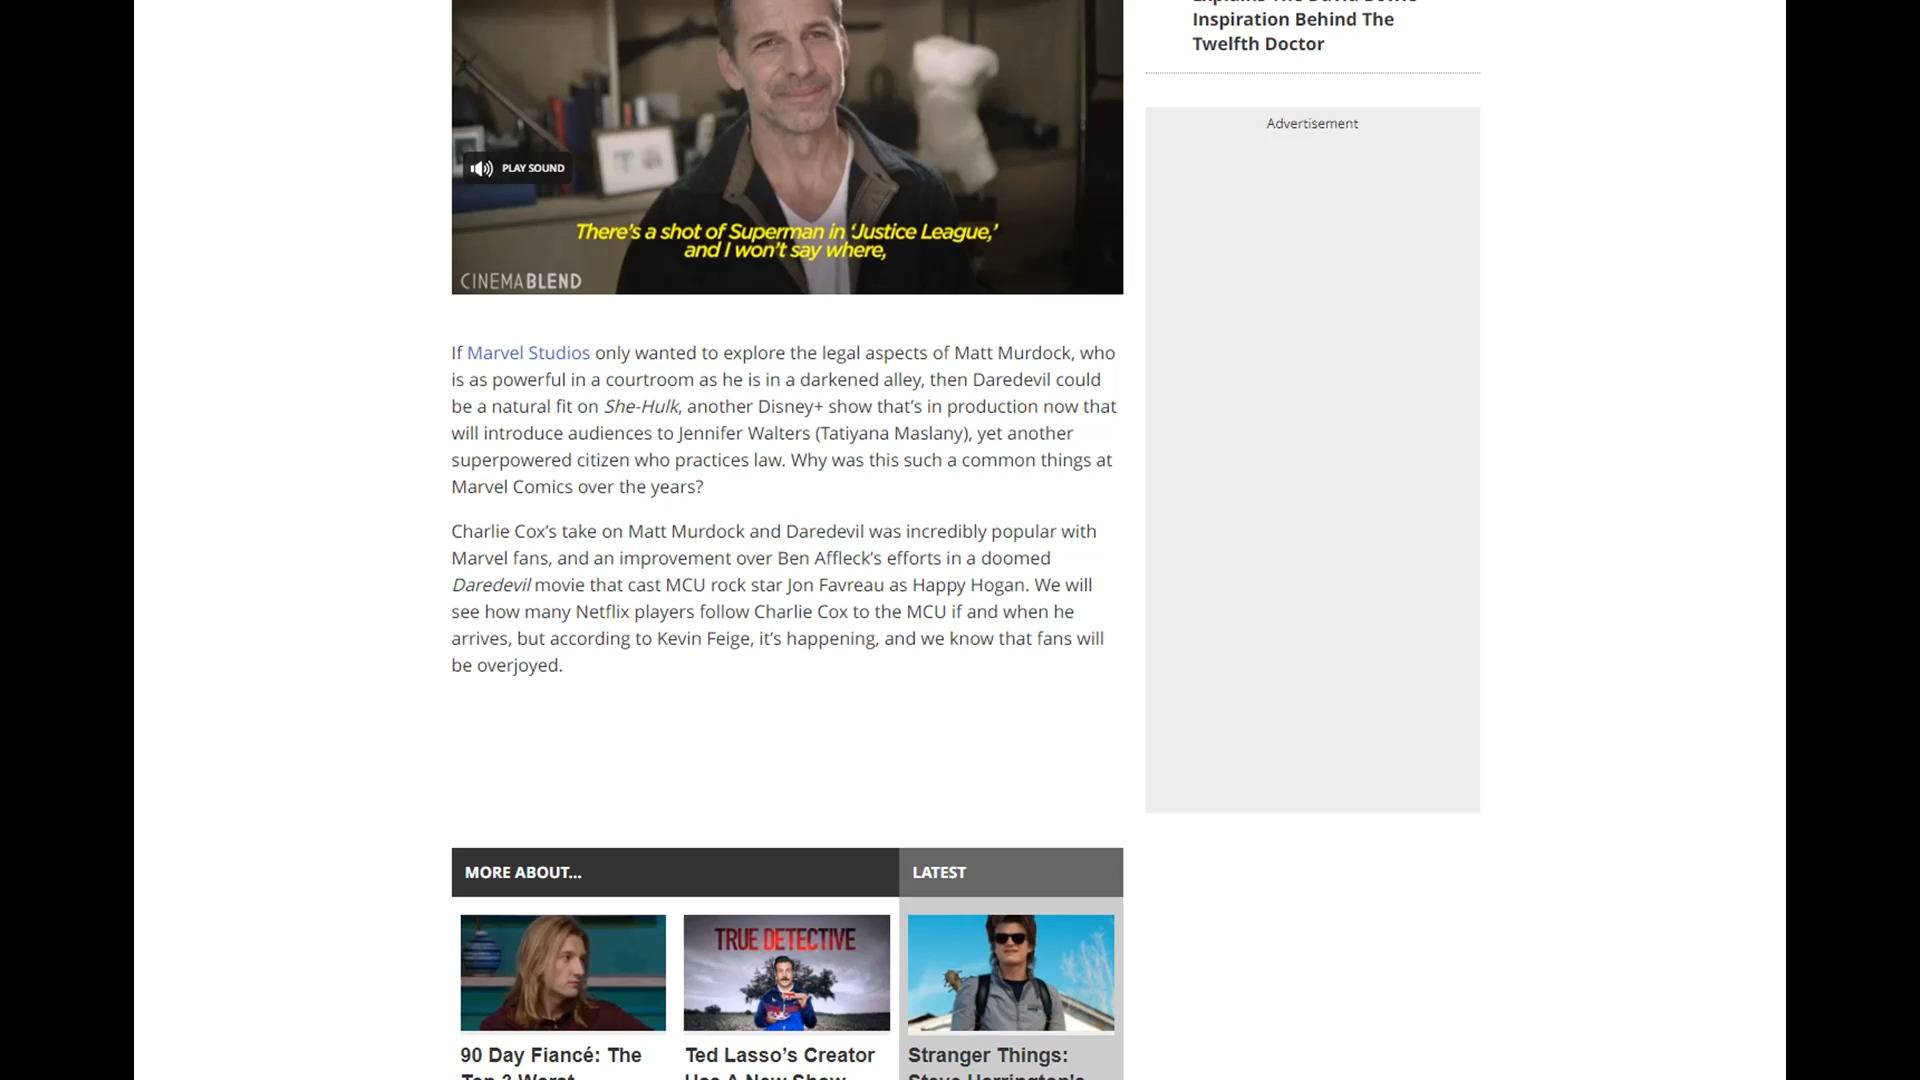 Inspiration Behind The
Twelfth Doctor
Advertisement
PLAY SOUND
There's a shot of Superman in 'Justice League,'
and I won't say where,
CINEMABLEND
If Marvel Studios only wanted to explore the legal aspects of Matt Murdock, who
is as powerful in a courtroom as he is in a darkened alley, then Daredevil could
be a natural fit on She-Hulk, another Disney+ show that's in production now that
will introduce audiences to Jennifer Walters (Tatiyana Maslany), yet another
superpowered citizen who practices law. Why was this such a common things at
Marvel Comics over the years?
Charlie Cox's take on Matt Murdock and Daredevil was incredibly popular with
Marvel fans, and an improvement over Ben Affleck's efforts in a doomed
Daredevil movie that cast MCU rock star Jon Favreau as Happy Hogan. We will
see how many Netflix players follow Charlie Cox to the MCU if and when he
arrives, but according to Kevin Feige, it's happening, and we know that fans will
be overjoyed.
MORE ABOUT...
LATEST
TRUE DETECTIVE
90 Day Fiancé: The
Ted Lasso's Creator
Stranger Things: